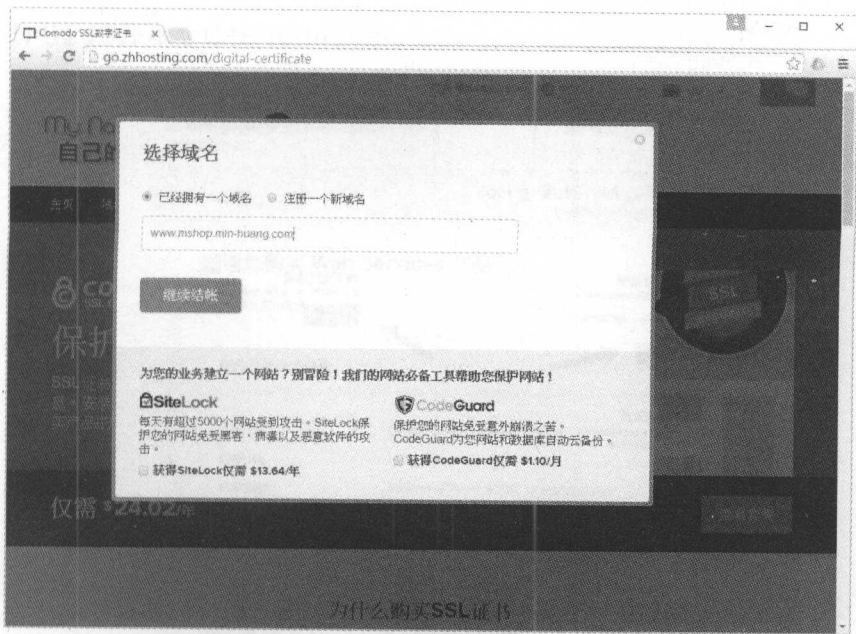 Comodo SSL数字证书
go.zhhosting.com/digital-certificate
自己的
选择域名
已经拥有一个域名 注册一个新域名
www.mshop.min-huang.com
继续结帐
SSL
保护
为您的业务建立一个网站？别冒险！我们的网站必备工具帮助您保护网站！
SiteLock
每天有超过5000个网站受到攻击。SiteLock保
护您的网站免受黑客，病毒以及恶意软件的攻
击。
获得SiteLock仅需 $13.64/年
CodeGuard
保护您的网站免受意外崩溃之苦。
CodeGuard为您网站和数据库自动云备份。
获得CodeGuard仅需 $1.10/月
仅需 $24.02/年
为什么购买SSL证书